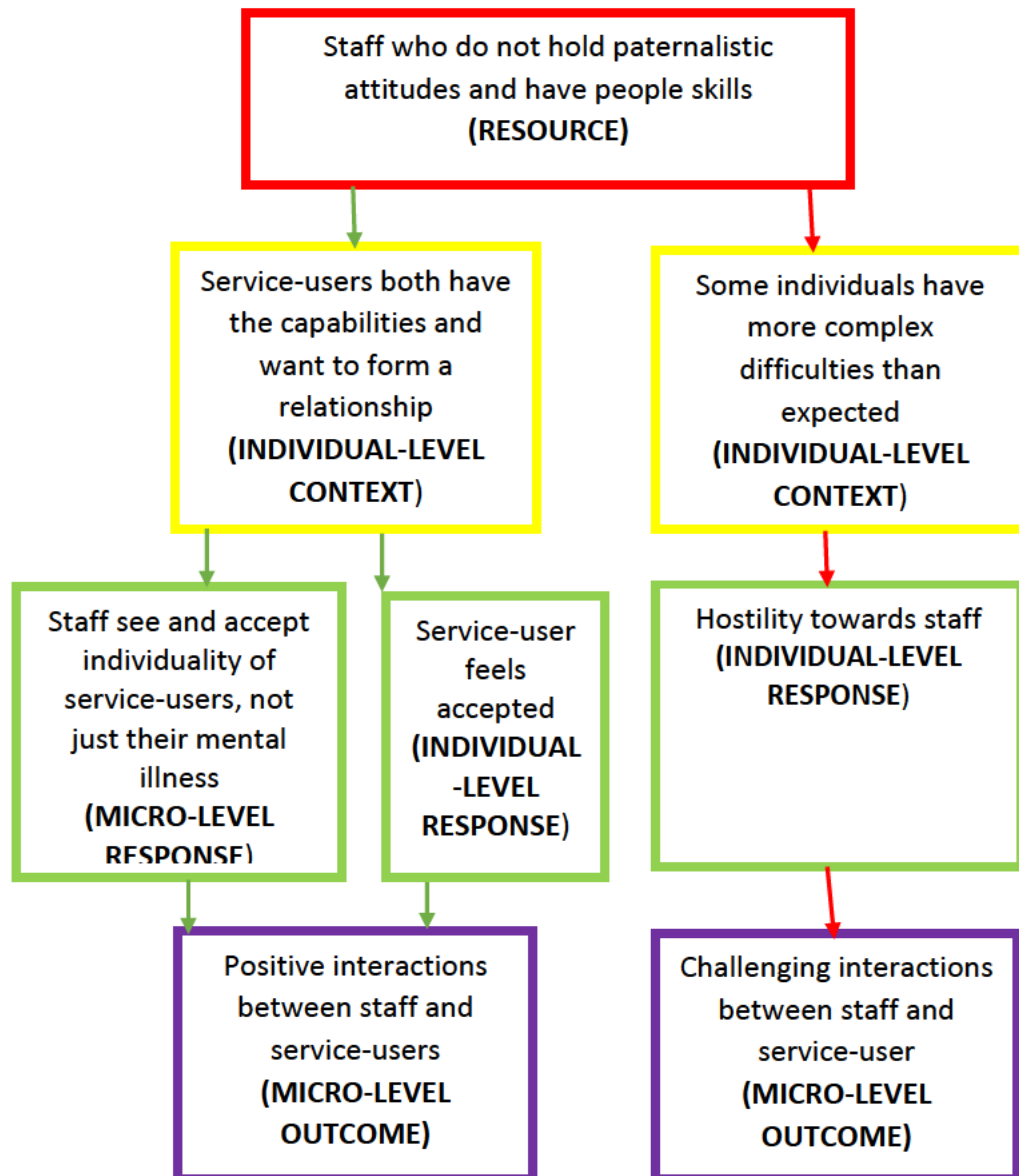 Staff who do not hold paternalistic
attitudes and have people skills
(RESOURCE)
Service-users both have
the capabilities and
want to form a
relationship
(INDIVIDUAL-LEVEL
CONTEXT)
Some individuals have
more complex
difficulties than
expected
(INDIVIDUAL-LEVEL
CONTEXT)
Staff see and accept
individuality of
service-users, not
just their mental
illness
(MICRO-LEVEL
RESPONSE)
Service-user
feels
accepted
(INDIVIDUAL
-LEVEL
RESPONSE)
Hostility towards staff
(INDIVIDUAL-LEVEL
RESPONSE)
Positive interactions
between staff and
service-users
(MICRO-LEVEL
OUTCOME)
Challenging interactions
between staff and
service-user
(MICRO-LEVEL
OUTCOME)